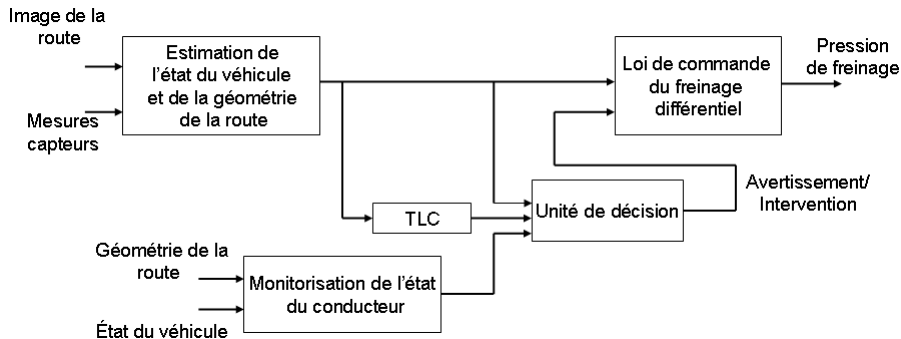 Image de la
route
Estimation de
l'état du véhicule
et de la géométrie
de la route
Mesures
capteurs
Loi de commande
du freinage
différentiel
Pression
de freinage
TLC
Unité de décision
Avertissement/
Intervention
Géométrie de la
route
État du véhicule
Monitorisation de l'état
du conducteur